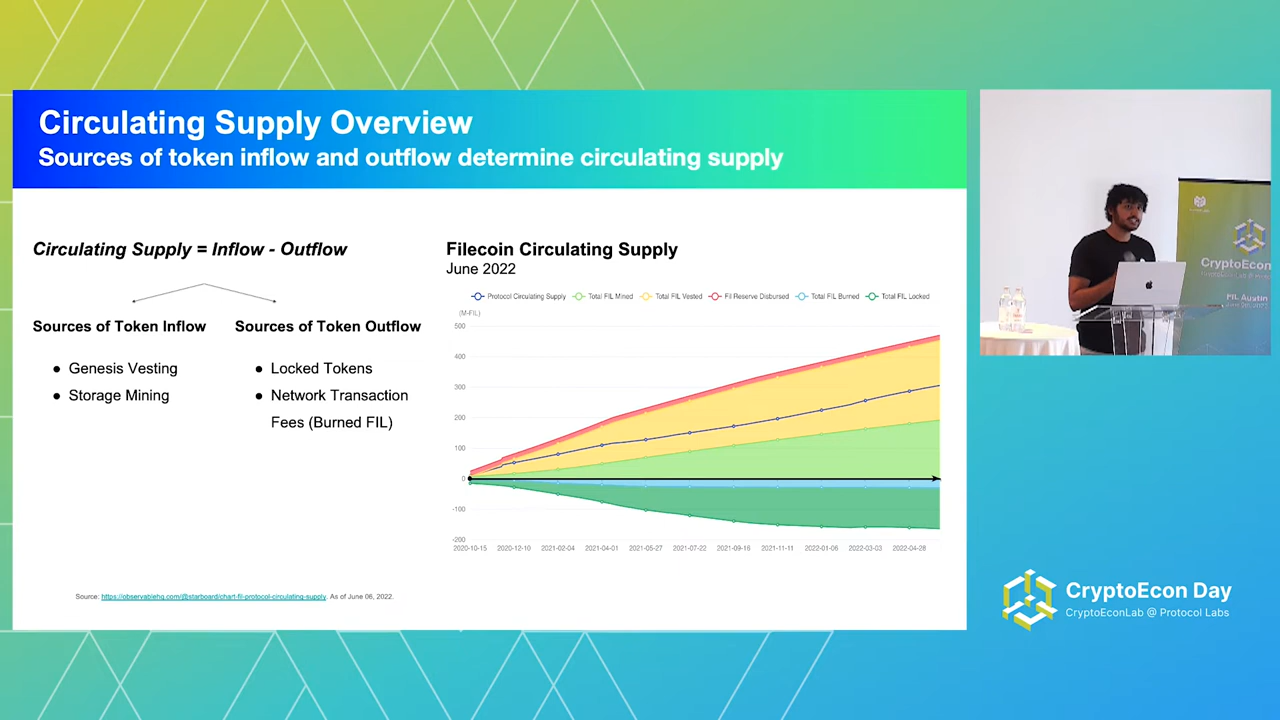 Circulating Supply Overview
Sources of token inflow and outflow determine circulating supply
Circulating Supply = Inflow - Outflow
Sources of Token Inflow
● Genesis Vesting
● Storage Mining
Sources of Token Outflow
● Locked Tokens
● Network Transaction
Fees (Burned FIL)
Filecoin Circulating Supply
June 2022
Protocol Circulating Supply Total FIL Mined Total FIL Vested Fil Reserve Disbursed Total FIL Burned Total FIL Locked
(M-FIL)
500
400
300
200
100
0
-100
-200
2020-10-15 2020-12-10 2021-02-04 2021-04-01 2021-05-27 2021-07-22 2021-09-16 2021-11-11 2022-01-06 2022-03-03 2022-04-28
Source: https://observablehq.com/@starboard/chart-fil-protocol-circulating-supply. As of June 06, 2022.
CryptoEcon
FIL Austin
CryptoEcon Day
CryptoEconLab @ Protocol Labs